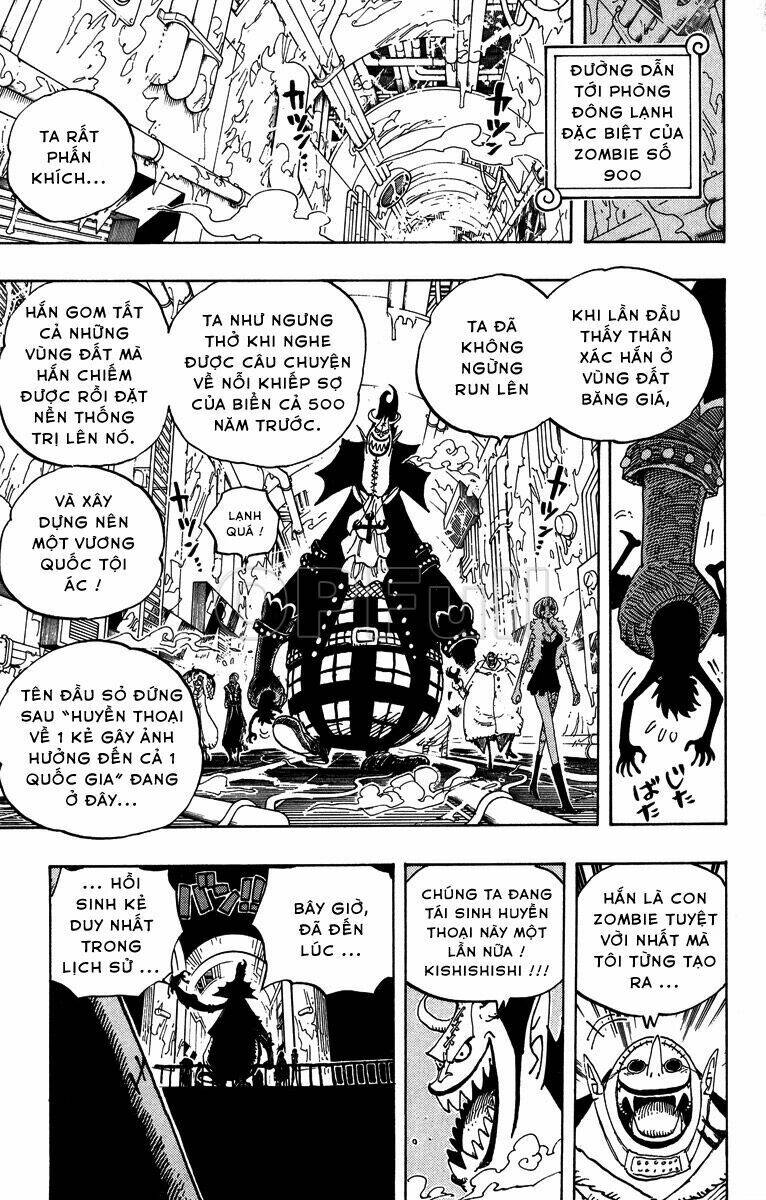 ĐƯỜNG DẪN
TỚI PHÒNG
ĐÔNG LẠNH
ĐẶC BIỆT CỦA
ZOMBIE SỐ
900
TA RẤT
PHẤN
KHÍCH...
KHI LẦN ĐẦU
THẤY THÂN
XÁC HẮN Ở
VÙNG ĐẤT
BĂNG GIÁ,
TA ĐÃ
KHÔNG
NGỪNG
RUN LÊN
TA NHƯ NGƯNG
THỞ KHI NGHE
ĐƯỢC CÂU CHUYỆN
VỀ NỖI KHIẾP SỢ
CỦA BIỂN CẢ 500
NĂM TRƯỚC.
HẮN GOM TẤT
CẢ NHỮNG
VÙNG ĐẤT MÀ
HẮN CHIẾM
ĐƯỢC RỒI ĐẶT
NỀN THỐNG
TRỊ LÊN NÓ.
VÀ XÂY
DỰNG NÊN
MỘT VƯƠNG
QUỐC TỘI
ÁC !
LẠNH
QUÁ !
TÊN ĐẦU SỎ ĐỨNG
SAU “HUYỀN THOẠI
VỀ 1 KẺ GÂY ẢNH
HƯỞNG ĐẾN CẢ 1
QUỐC GIA” ĐANG
Ở ĐÂY...
じた
ばた
HẮN LÀ CON
ZOMBIE TUYỆT
VỜI NHẤT MÀ
TÔI TỪNG TẠO
RA ...
CHÚNG TA ĐANG
TÁI SINH HUYỀN
THOẠI NÀY MỘT
LẦN NỮA !
KISHISHISHI !!!
BÂY GIỜ,
ĐÃ ĐẾN
LÚC ...
... HỒI
SINH KẺ
DUY NHẤT
TRONG
LỊCH SỬ ...